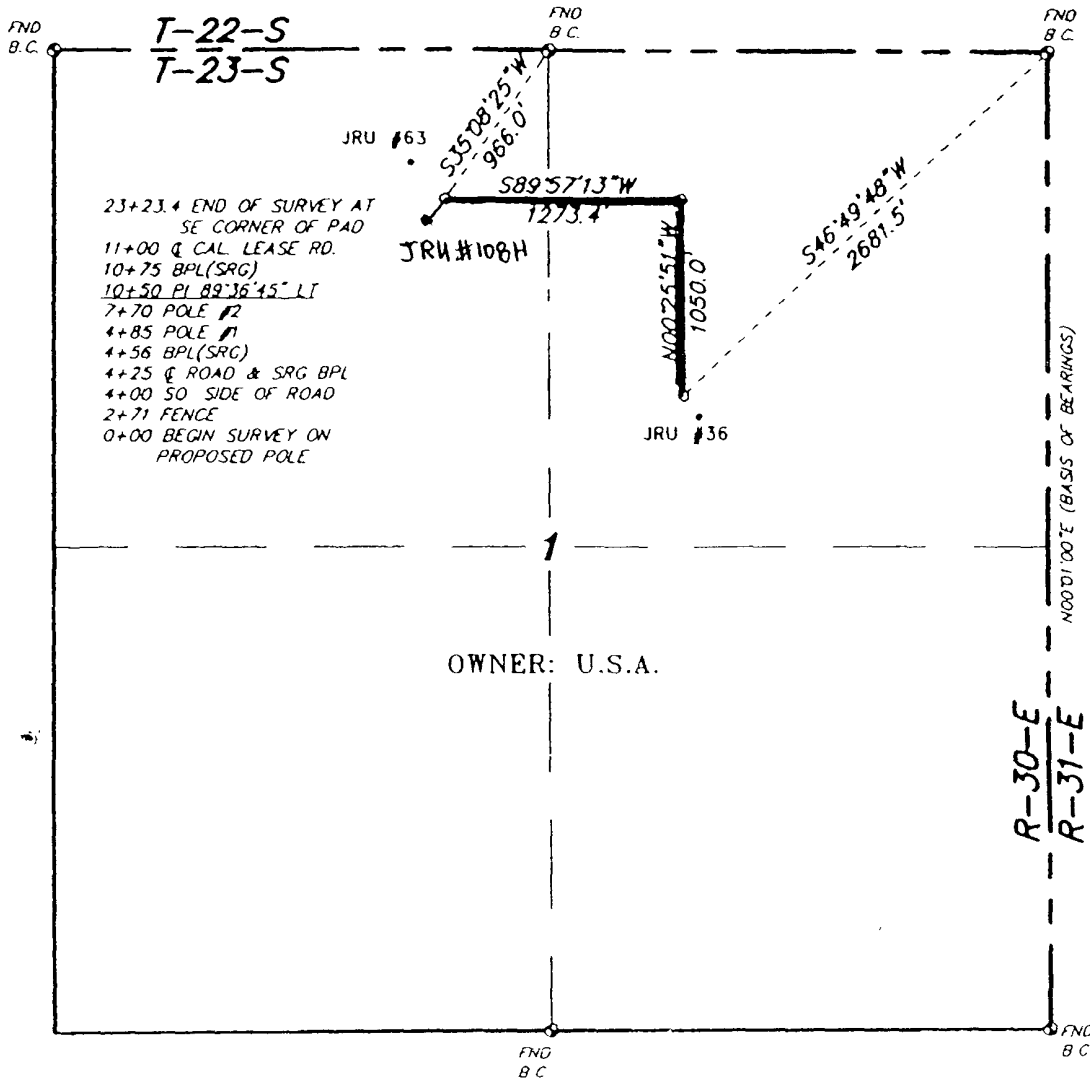 FND
B.C.
T-22-S
T-23-S
FND
B C.
FND
B C.
JRU #63
S35°08'25"W
966.0'
S89°57'13"W
1273.4'
JRU #108H
N00°25'51"W
1050.0'
S46°49'48"W
2681.5'
JRU #36
23+23.4 END OF SURVEY AT
SE CORNER OF PAD
11+00 ℄ CAL. LEASE RD.
10+75 BPL(SRG)
10+50 PI 89°36'45" LT
7+70 POLE #2
4+85 POLE #1
4+56 BPL(SRG)
4+25 ℄ ROAD & SRG BPL
4+00 SO SIDE OF ROAD
2+71 FENCE
0+00 BEGIN SURVEY ON
PROPOSED POLE
N00°01'00"E (BASIS OF BEARINGS)
1
OWNER: U.S.A.
R-30-E
R-31-E
FND
B C
FND
B C